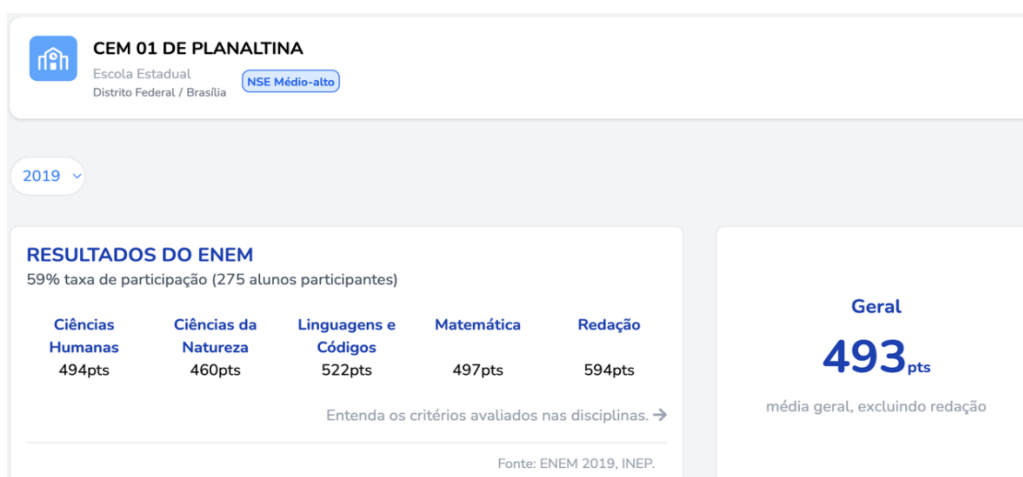 CEM 01 DE PLANALTINA
Escola Estadual
Distrito Federal / Brasília
NSE Médio-alto
2019
RESULTADOS DO ENEM
59% taxa de participação (275 alunos participantes)
Ciências Humanas
494pts
Ciências da Natureza
460pts
Linguagens e Códigos
522pts
Matemática
497pts
Redação
594pts
Entenda os critérios avaliados nas disciplinas. →
Fonte: ENEM 2019, INEP.
Geral
493pts
média geral, excluindo redação